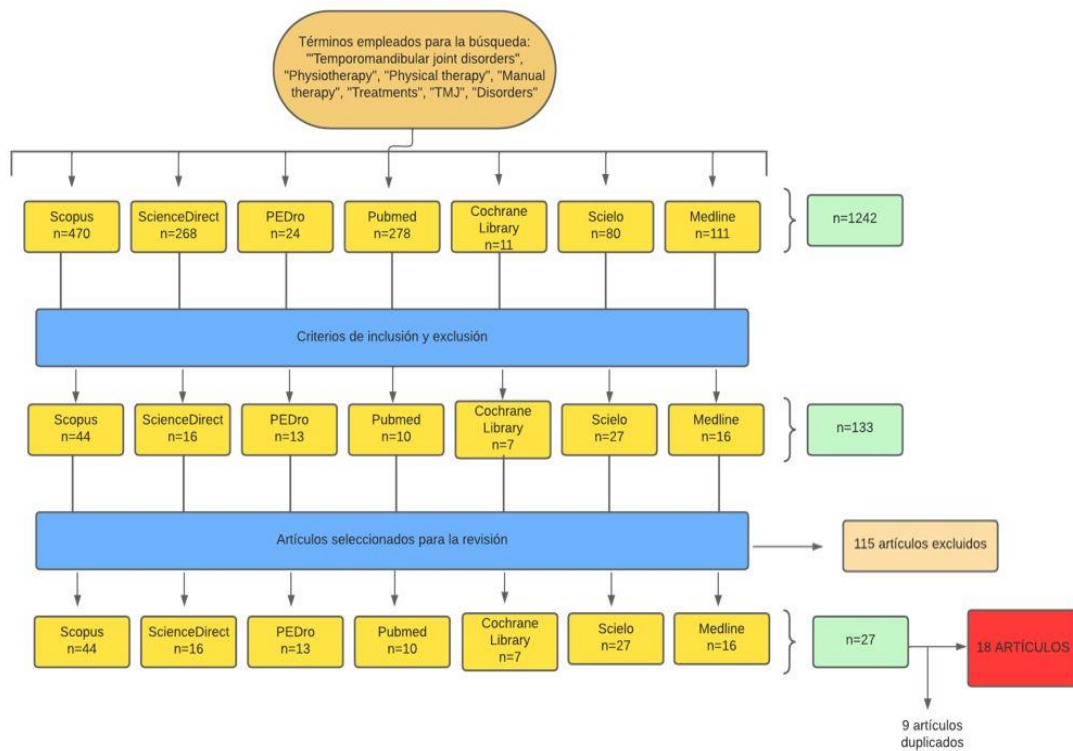 Términos empleados para la búsqueda:
"'Temporomandibular joint disorders",
"Physiotherapy", "Physical therapy", "Manual
therapy", "Treatments", "TMJ", "Disorders"
Scopus
n=470
ScienceDirect
n=268
PEDro
n=24
Pubmed
n=278
Cochrane
Library
n=11
Scielo
n=80
Medline
n=111
n=1242
Criterios de inclusión y exclusión
Scopus
n=44
ScienceDirect
n=16
PEDro
n=13
Pubmed
n=10
Cochrane
Library
n=7
Scielo
n=27
Medline
n=16
n=133
Artículos seleccionados para la revisión
115 artículos excluidos
Scopus
n=44
ScienceDirect
n=16
PEDro
n=13
Pubmed
n=10
Cochrane
Library
n=7
Scielo
n=27
Medline
n=16
n=27
18 ARTÍCULOS
9 artículos
duplicados